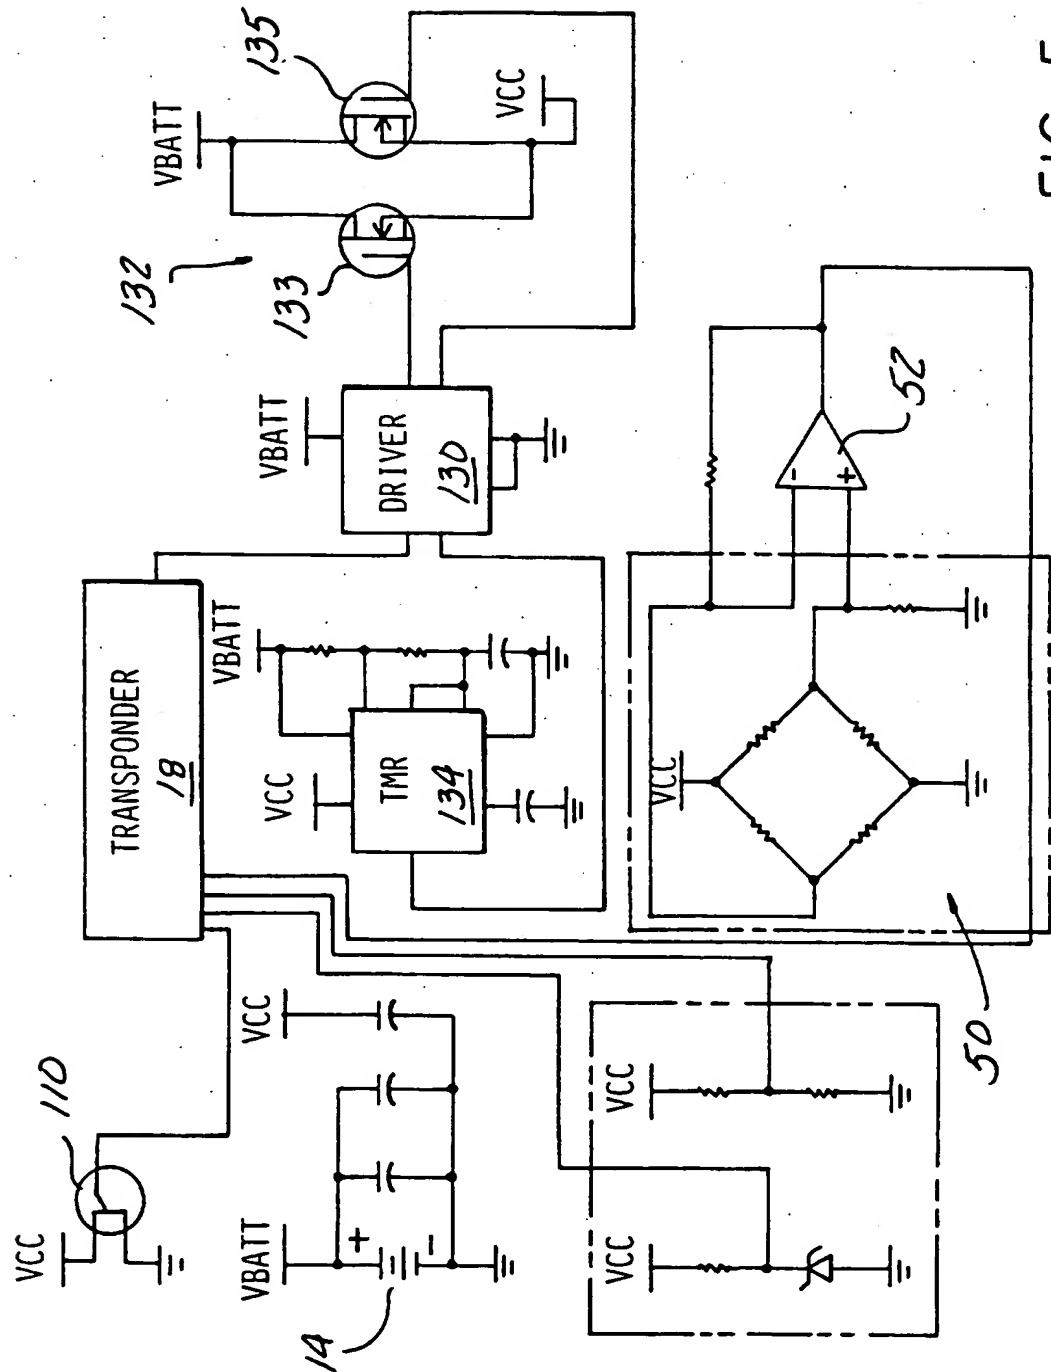 135
VBATT
VCC
132
133
VBATT
DRIVER
130
52
-
+
TRANSPONDER
18
VBATT
VCC
TMR
134
VCC
50
VCC
110
VCC
VBATT
+
-
14
VCC
VCC
FIG